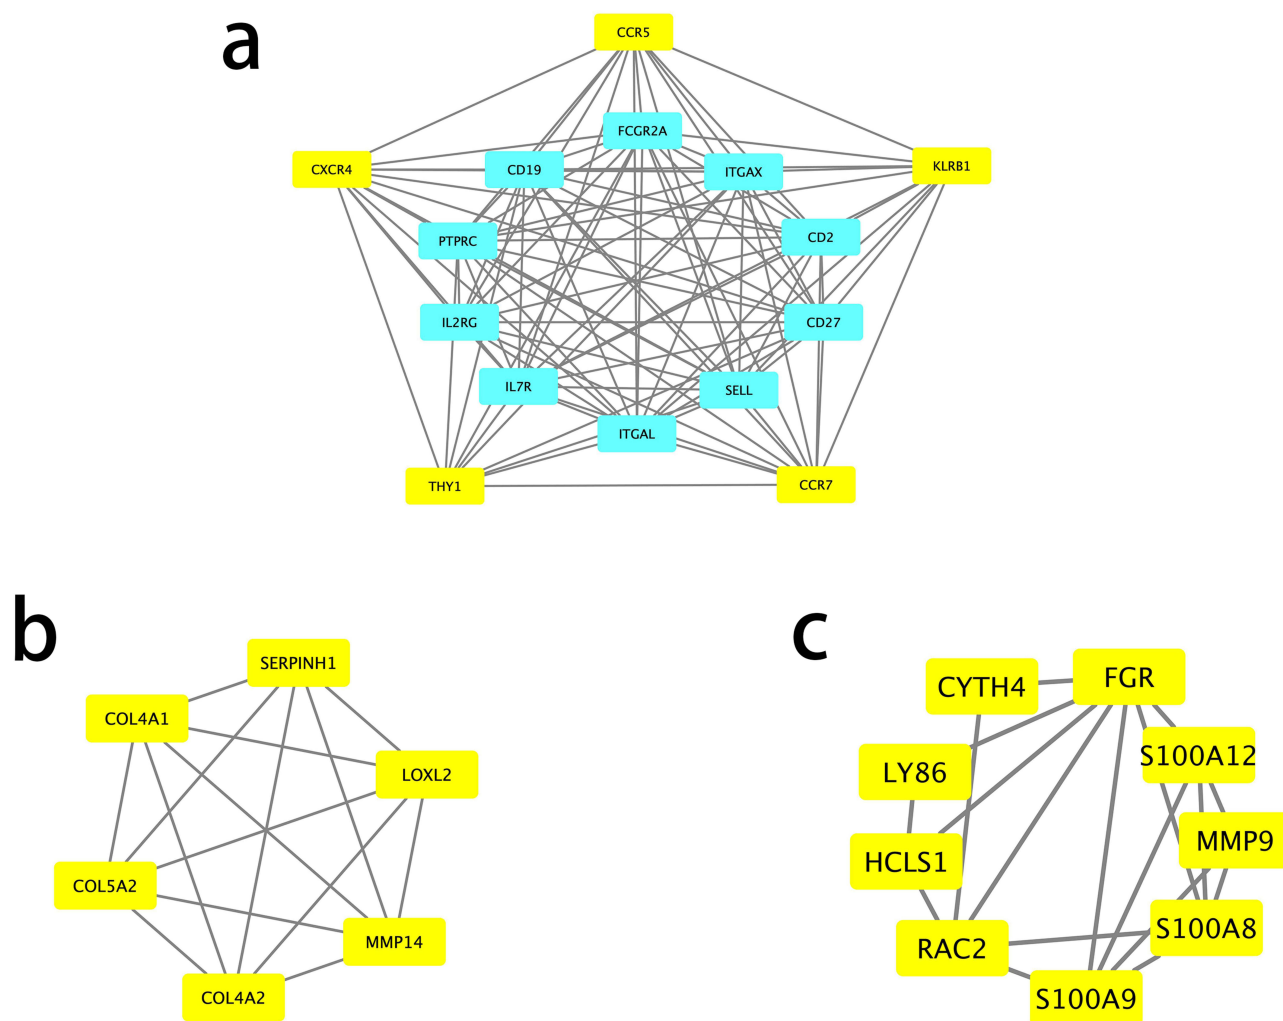 a
CCR5
FCGR2A
CXCR4
CD19
ITGAX
KLRB1
PTPRC
CD2
IL2RG
CD27
IL7R
SELL
ITGAL
THY1
CCR7
b
SERPINH1
COL4A1
LOXL2
COL5A2
MMP14
COL4A2
c
CYTH4
FGR
S100A12
LY86
MMP9
HCLS1
S100A8
RAC2
S100A9